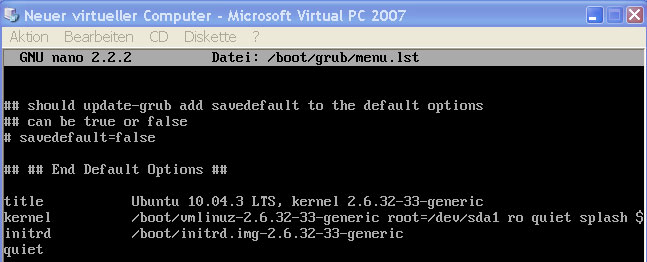 Neuer virtueller Computer - Microsoft Virtual PC 2007
Aktion Bearbeiten CD Diskette ?
GNU nano 2.2.2 Datei: /boot/grub/menu.lst
## should update-grub add savedefault to the default options
## can be true or false
# savedefault=false
## ## End Default Options ##
title Ubuntu 10.04.3 LTS, kernel 2.6.32-33-generic
kernel /boot/vmlinuz-2.6.32-33-generic root=/dev/sda1 ro quiet splash $
initrd /boot/initrd.img-2.6.32-33-generic
quiet